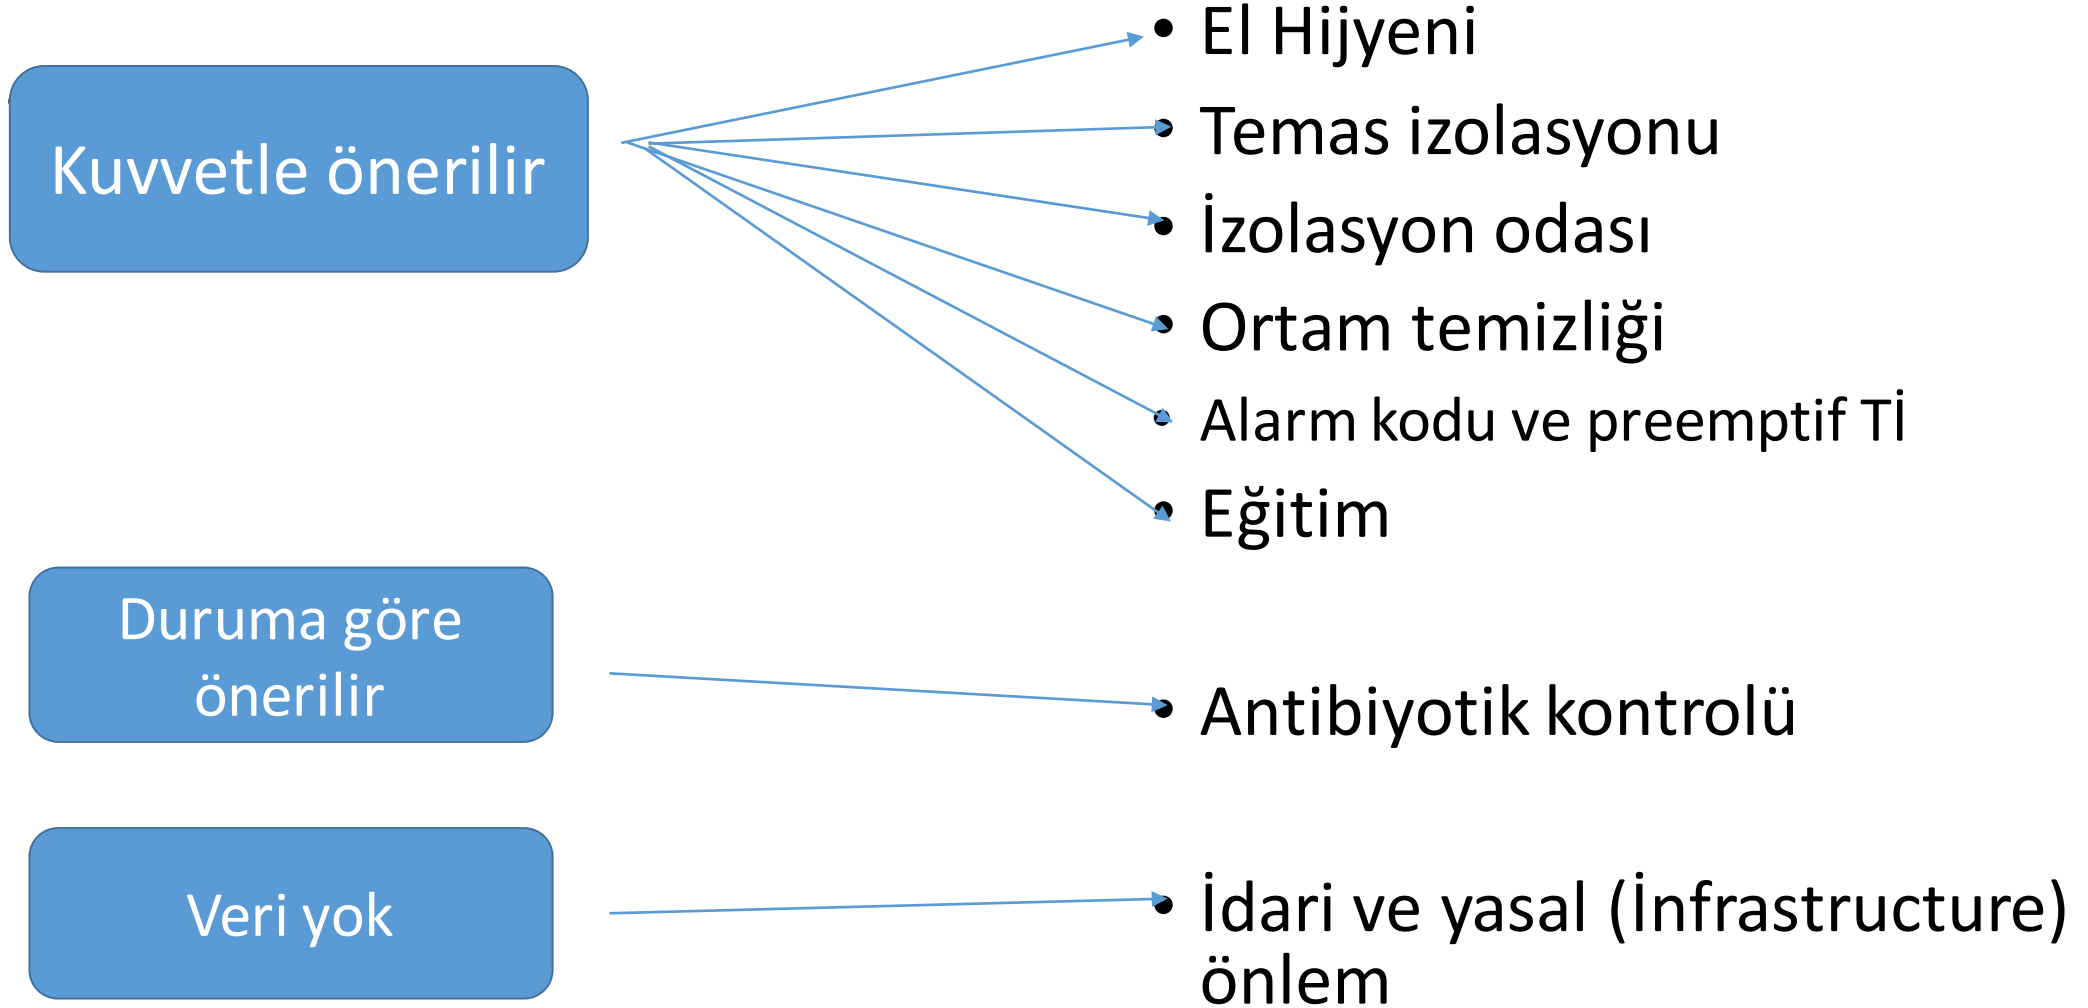 Kuvvetle önerilir
• El Hijyeni
• Temas izolasyonu
• İzolasyon odası
• Ortam temizliği
• Alarm kodu ve preemptif Tİ
• Eğitim
Duruma göre
önerilir
• Antibiyotik kontrolü
Veri yok
• İdari ve yasal (İnfrastructure)
önlem